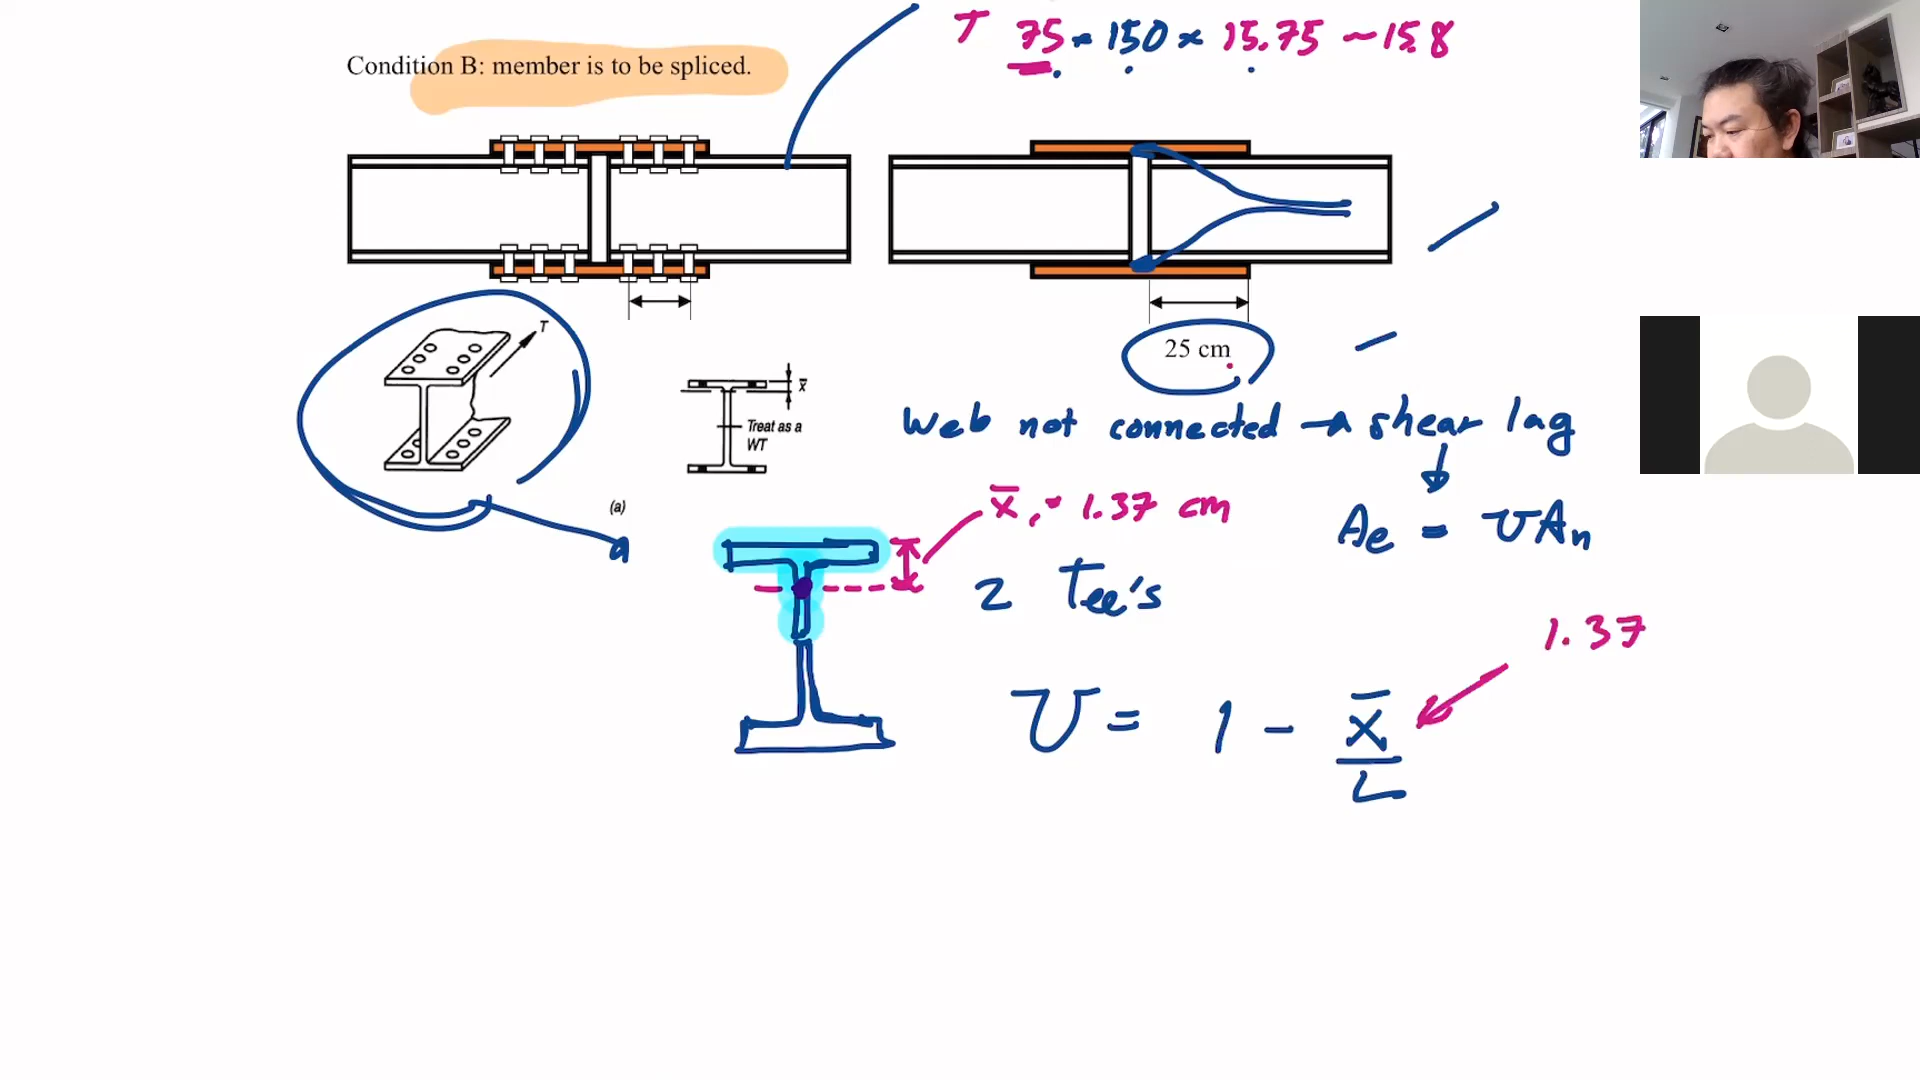 T 75 × 150 × 15.75 ~15.8
Condition B: member is to be spliced.
25 cm
T
x̄
Treat as a
WT
(a)
Web not connected → shear lag
Ae = UAn
x̄, = 1.37 cm
2 Tee's
1.37
U = 1 - x̄
L